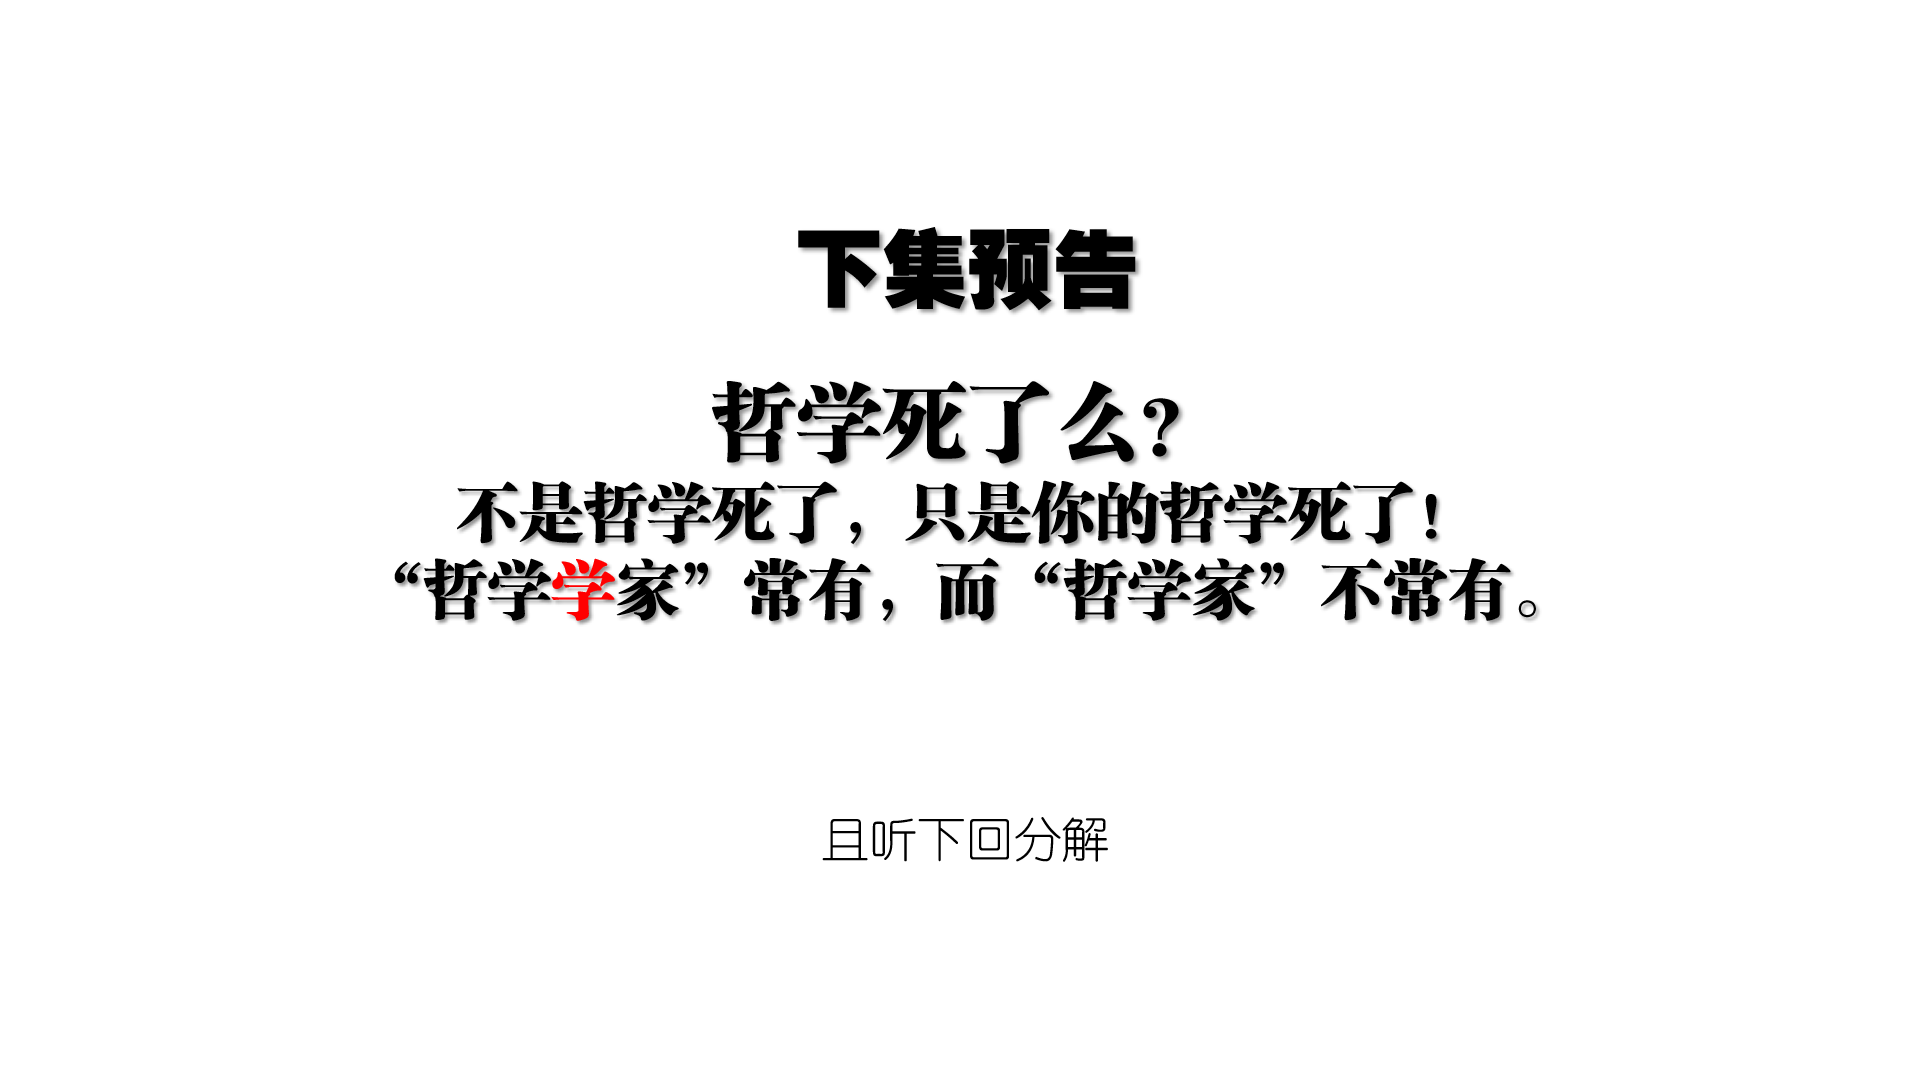 下集预告
哲学死了么？
不是哲学死了，只是你的哲学死了！
“哲学学家”常有，而“哲学家”不常有。
且听下回分解